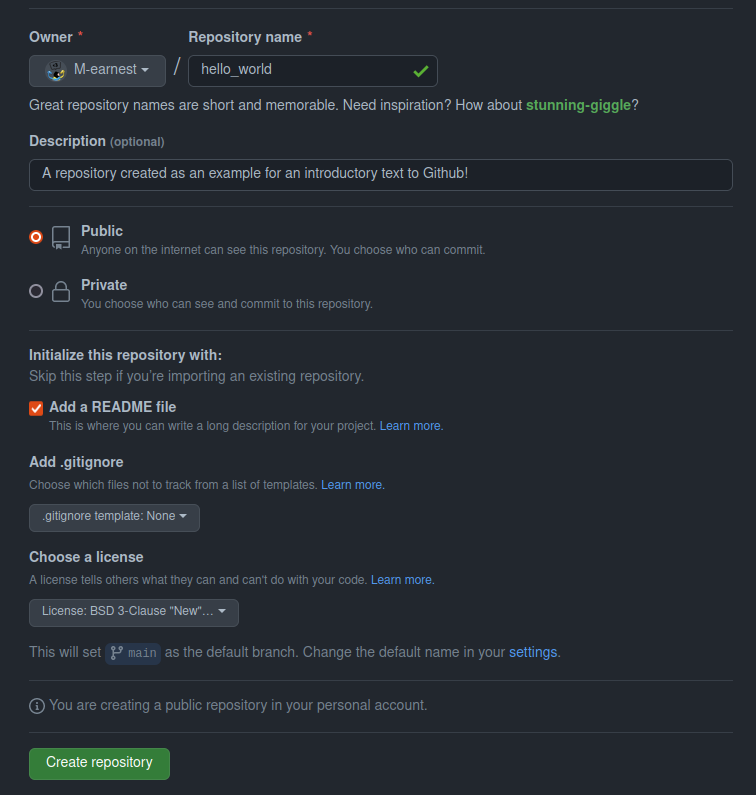 Owner * Repository name *
M-earnest / hello_world
Great repository names are short and memorable. Need inspiration? How about stunning-giggle?
Description (optional)
A repository created as an example for an introductory text to Github!
Public
Anyone on the internet can see this repository. You choose who can commit.
Private
You choose who can see and commit to this repository.
Initialize this repository with:
Skip this step if you're importing an existing repository.
Add a README file
This is where you can write a long description for your project. Learn more.
Add .gitignore
Choose which files not to track from a list of templates. Learn more.
.gitignore template: None
Choose a license
A license tells others what they can and can't do with your code. Learn more.
License: BSD 3-Clause "New"...
This will set main as the default branch. Change the default name in your settings.
You are creating a public repository in your personal account.
Create repository